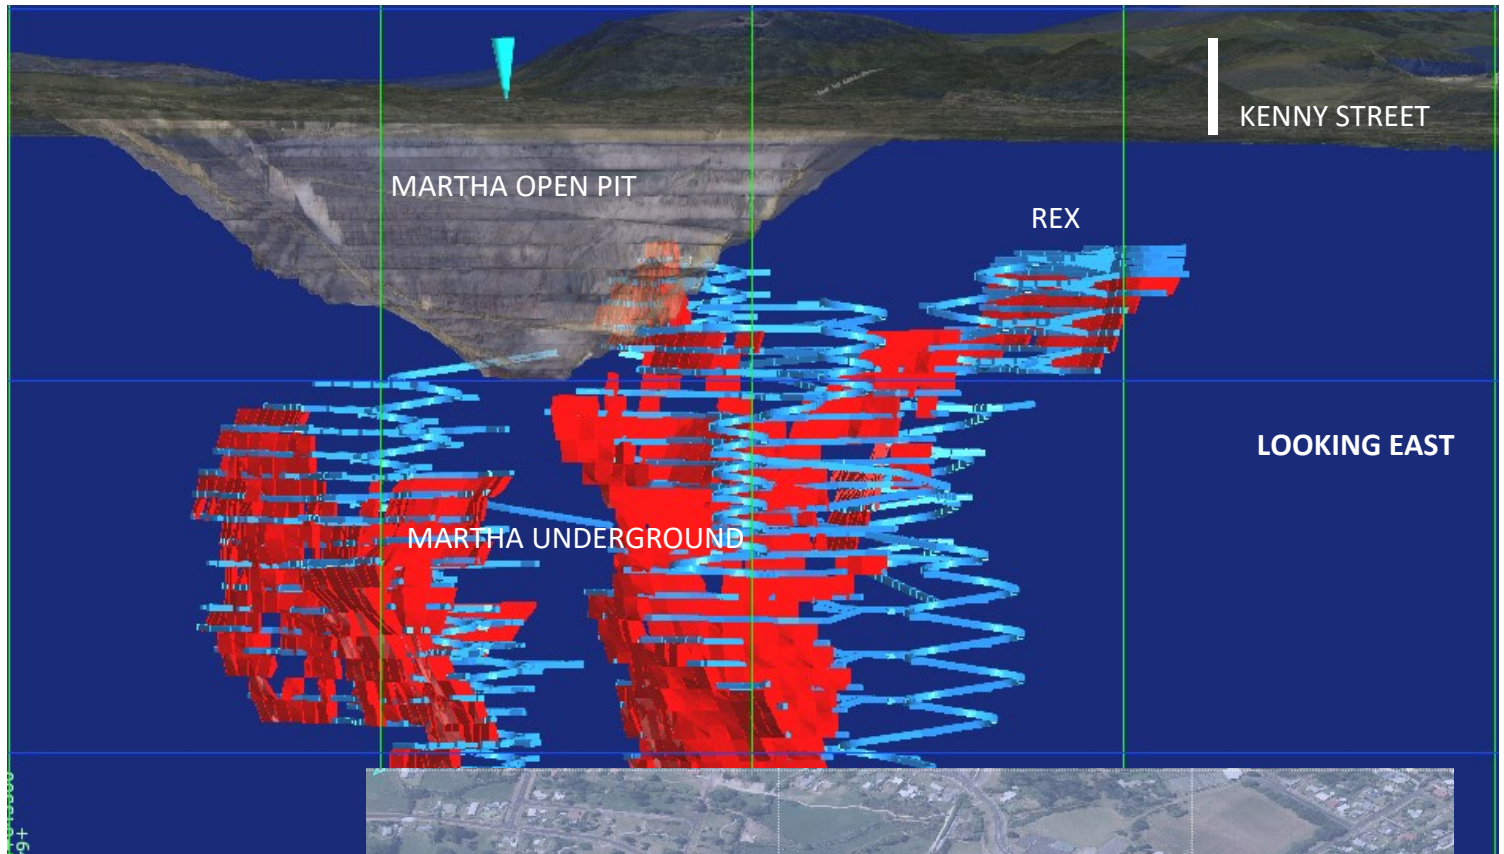 KENNY STREET
MARTHA OPEN PIT
REX
LOOKING EAST
MARTHA UNDERGROUND